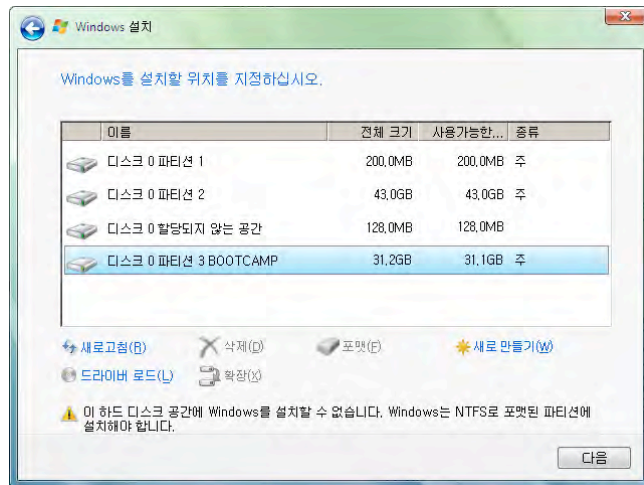 Windows 설치
Windows를 설치할 위치를 지정하십시오.
이름 전체 크기 사용가능한... 종류
디스크 0 파티션 1 200,0MB 200,0MB 주
디스크 0 파티션 2 43,0GB 43,0GB 주
디스크 0 할당되지 않는 공간 128,0MB 128,0MB
디스크 0 파티션 3 BOOTCAMP 31,2GB 31,1GB 주
새로고침(R) 삭제(D) 포맷(F) 새로 만들기(W)
드라이버 로드(L) 확장(X)
이 하드 디스크 공간에 Windows를 설치할 수 없습니다. Windows는 NTFS로 포맷된 파티션에
설치해야 합니다.
다음